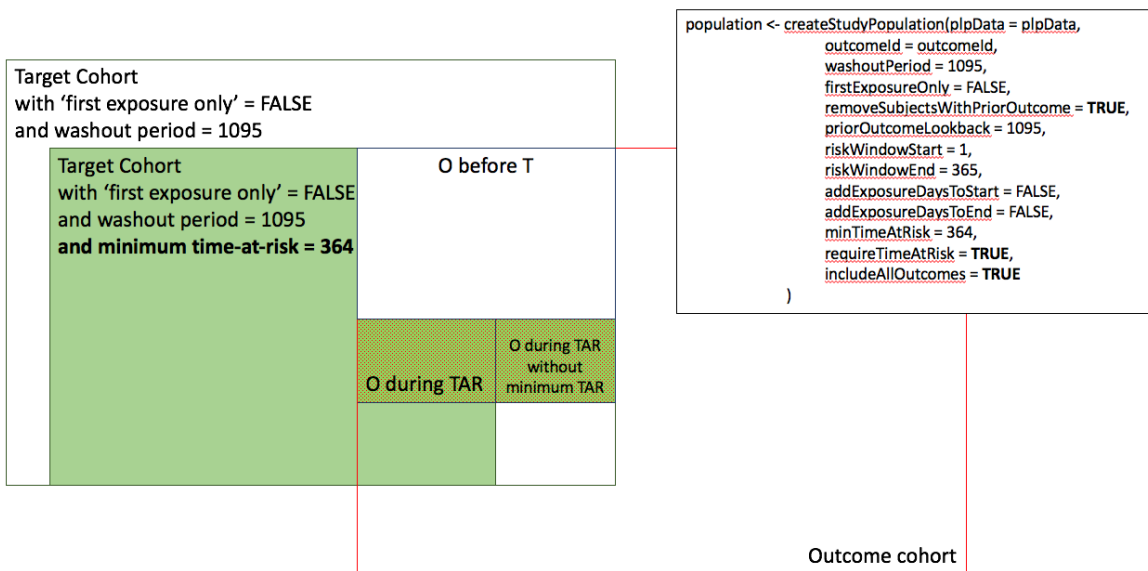 population <- createStudyPopulation(plpData = plpData,
outcomeId = outcomeId,
washoutPeriod = 1095,
firstExposureOnly = FALSE,
removeSubjectsWithPriorOutcome = TRUE,
priorOutcomeLookback = 1095,
riskWindowStart = 1,
riskWindowEnd = 365,
addExposureDaysToStart = FALSE,
addExposureDaysToEnd = FALSE,
minTimeAtRisk = 364,
requireTimeAtRisk = TRUE,
includeAllOutcomes = TRUE
)
Target Cohort
with ‘first exposure only’ = FALSE
and washout period = 1095
Target Cohort
with ‘first exposure only’ = FALSE
and washout period = 1095
and minimum time-at-risk = 364
O before T
O during TAR
O during TAR
without
minimum TAR
Outcome cohort